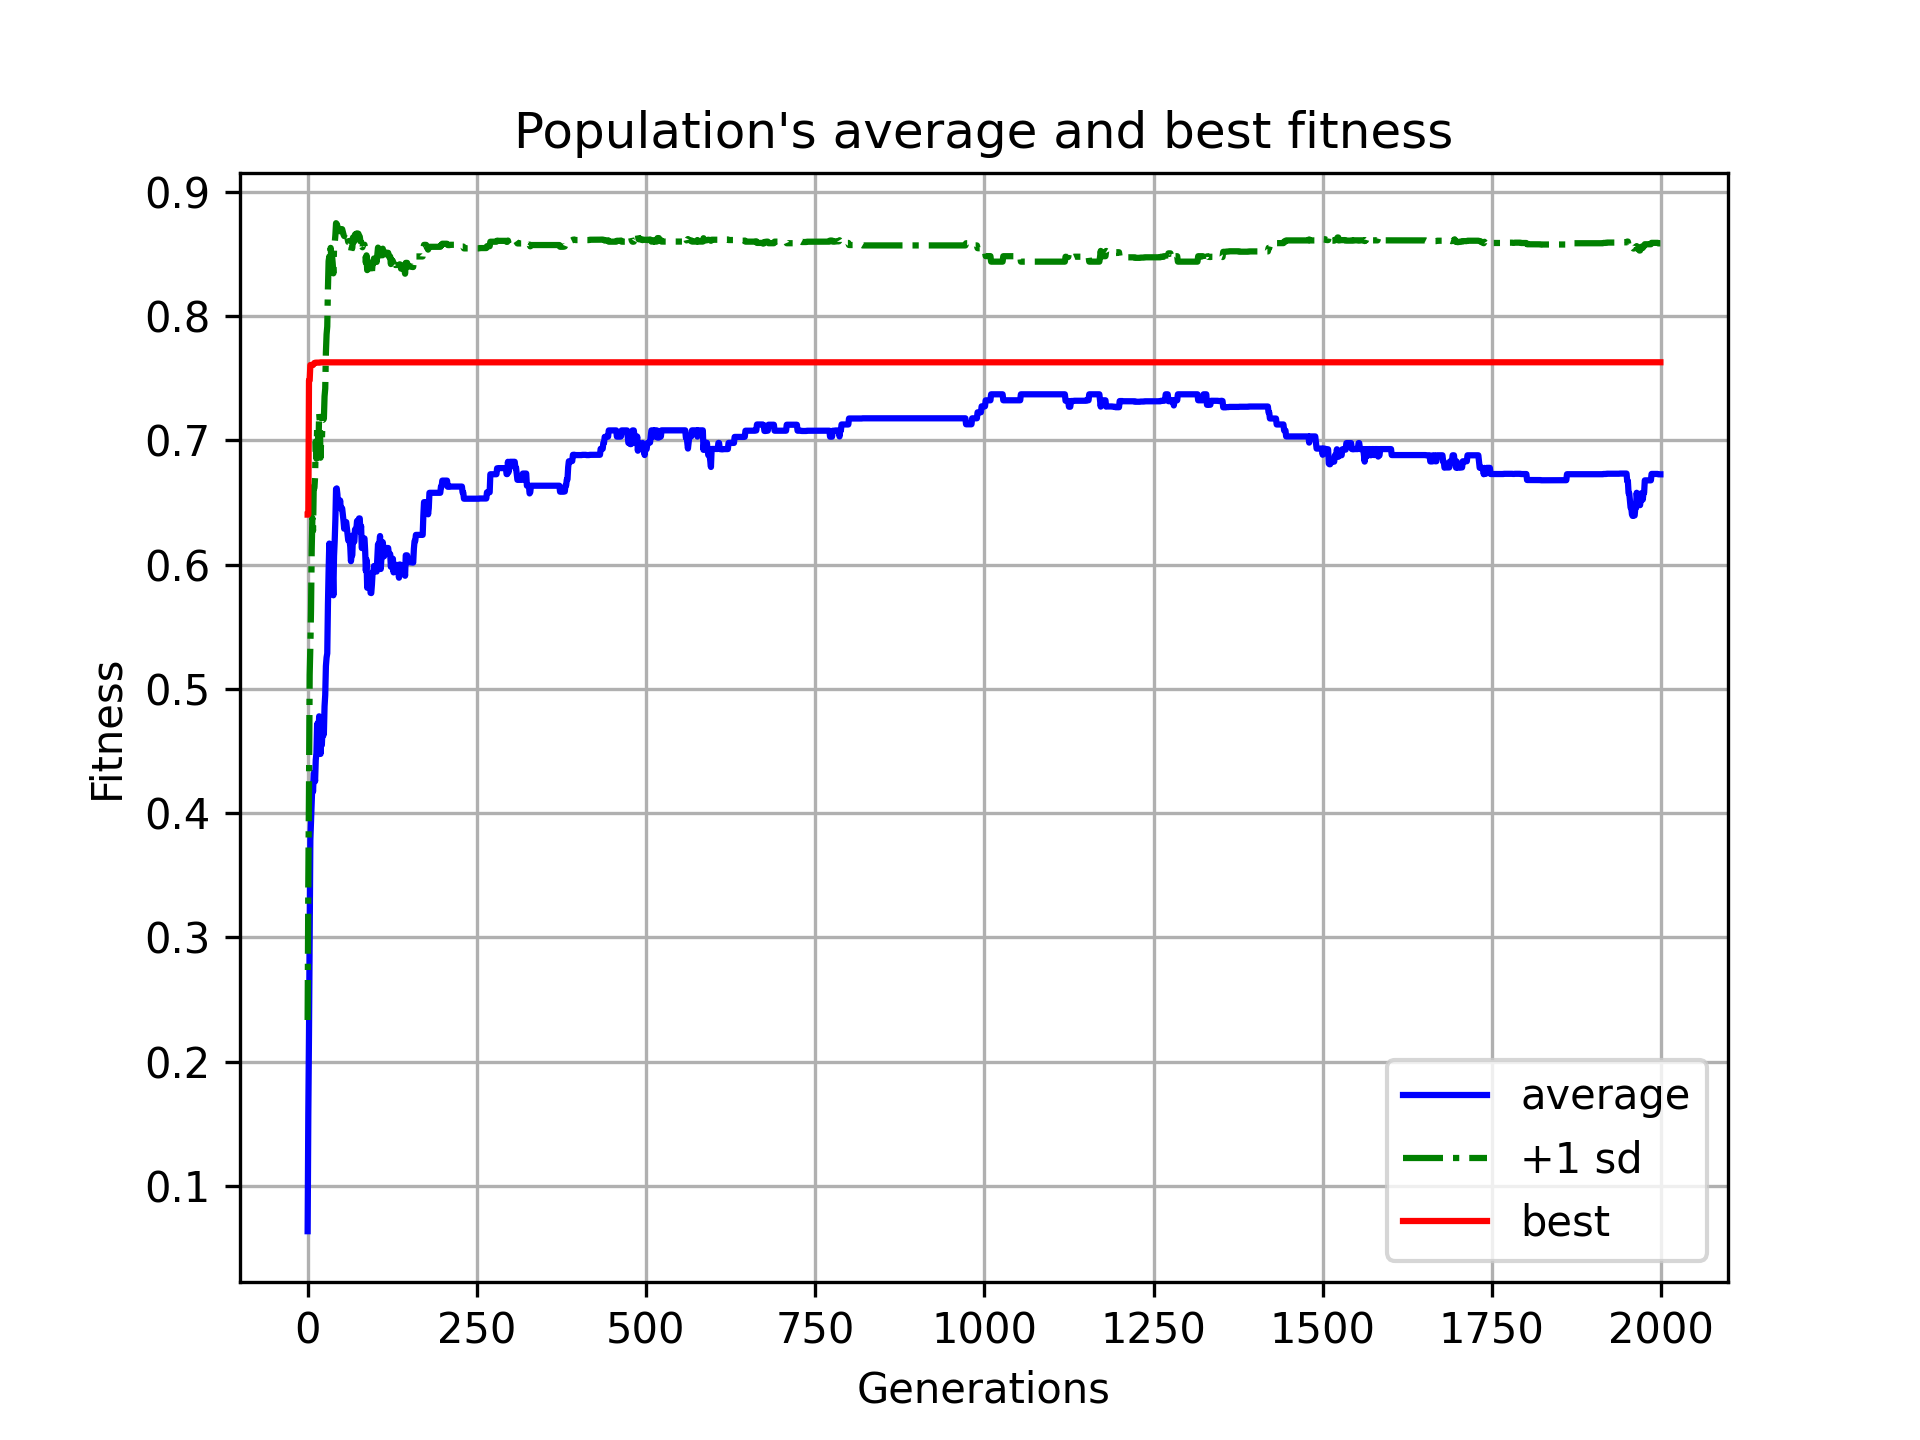 Population's average and best fitness
0.9
0.8
0.7
0.6
0.5
0.4
0.3
0.2
0.1
Fitness
average
+1 sd
best
0 250 500 750 1000 1250 1500 1750 2000
Generations